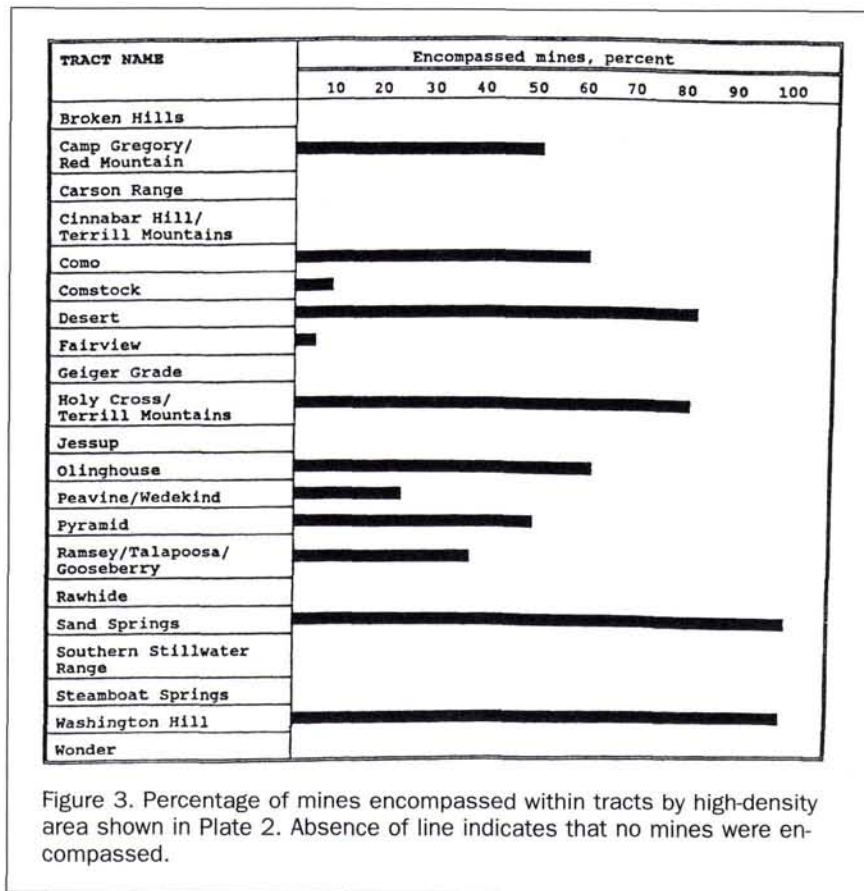 TRACT NAME
Encompassed mines, percent
10 20 30 40 50 60 70 80 90 100
Broken Hills
Camp Gregory/
Red Mountain
Carson Range
Cinnabar Hill/
Terrill Mountains
Como
Comstock
Desert
Fairview
Geiger Grade
Holy Cross/
Terrill Mountains
Jessup
Olinghouse
Peavine/Wedekind
Pyramid
Ramsey/Talapoosa/
Gooseberry
Rawhide
Sand Springs
Southern Stillwater
Range
Steamboat Springs
Washington Hill
Wonder
Figure 3. Percentage of mines encompassed within tracts by high-density
area shown in Plate 2. Absence of line indicates that no mines were en-
compassed.